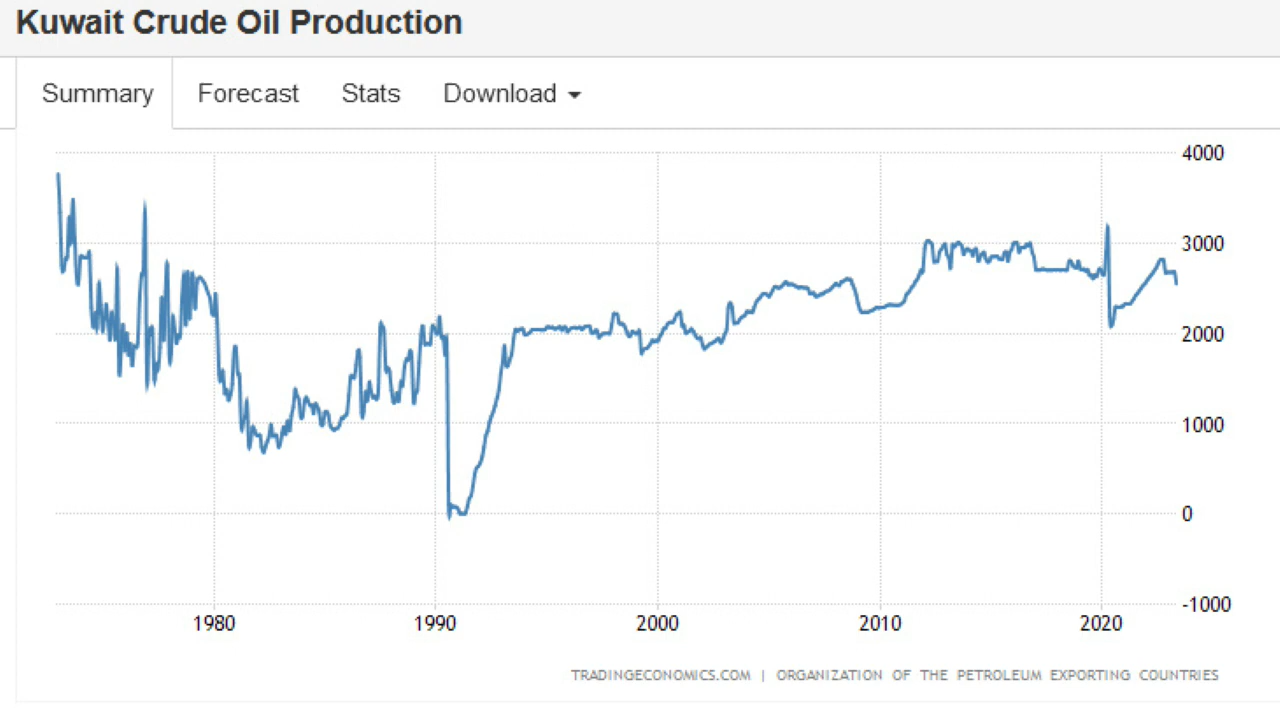 Kuwait Crude Oil Production
Summary Forecast Stats Download
4000
3000
2000
1000
0
-1000
1980 1990 2000 2010 2020
TRADINGECONOMICS.COM | ORGANIZATION OF THE PETROLEUM EXPORTING COUNTRIES